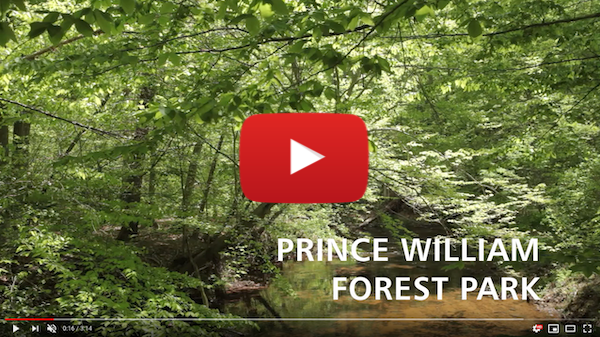 PRINCE WILLIAM
FOREST PARK
0:16 / 3:14